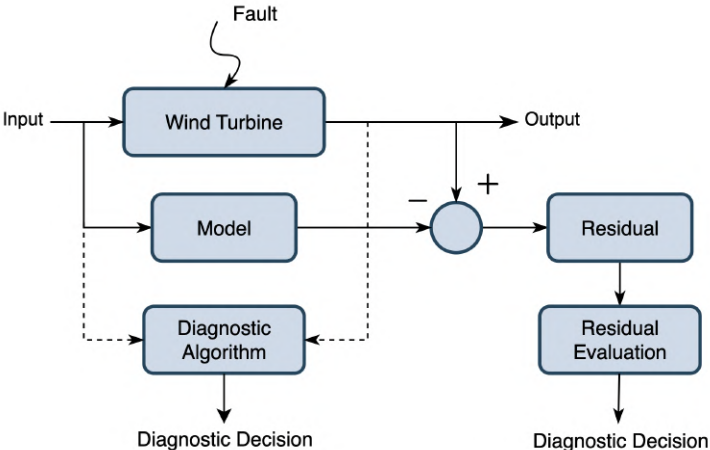 Fault
Input
Wind Turbine
Output
−
+
Model
Residual
Diagnostic
Algorithm
Residual
Evaluation
Diagnostic Decision
Diagnostic Decision